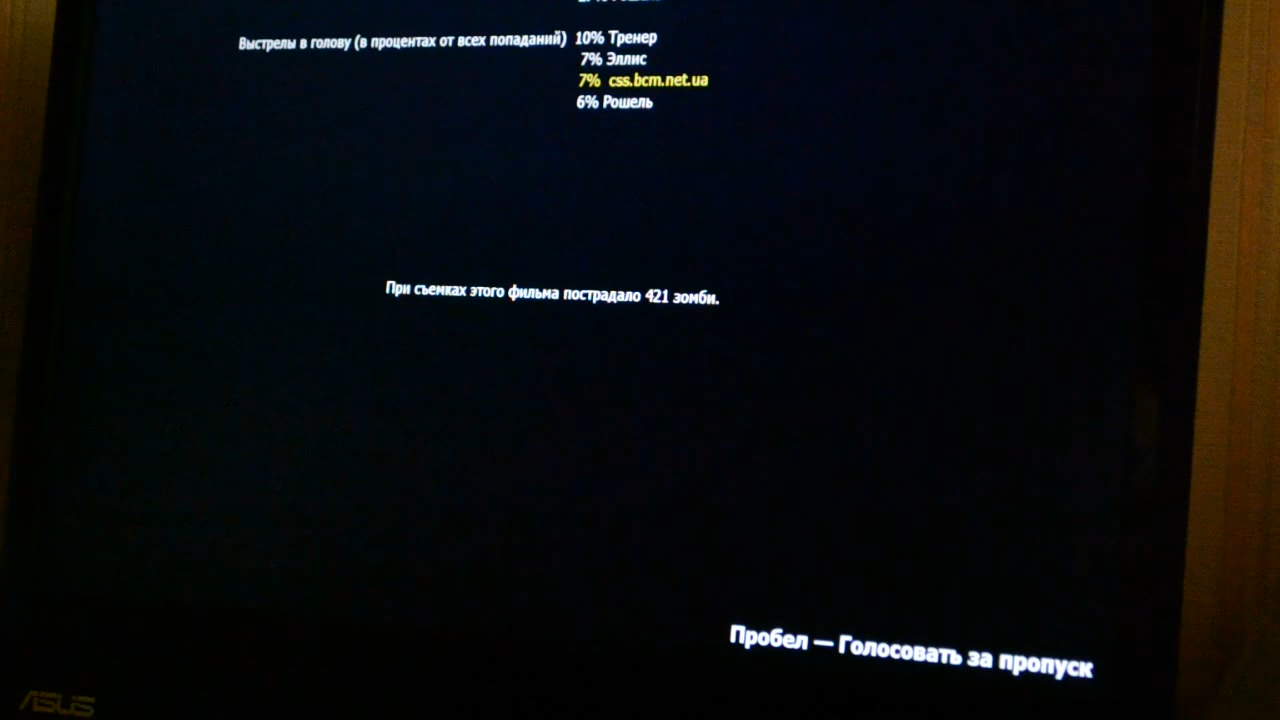 Выстрелы в голову (в процентах от всех попаданий) 10% Тренер
7% Эллис
7% css.bcm.net.ua
6% Рошель
При съемках этого фильма пострадало 421 зомби.
Пробел — Голосовать за пропуск
ASUS